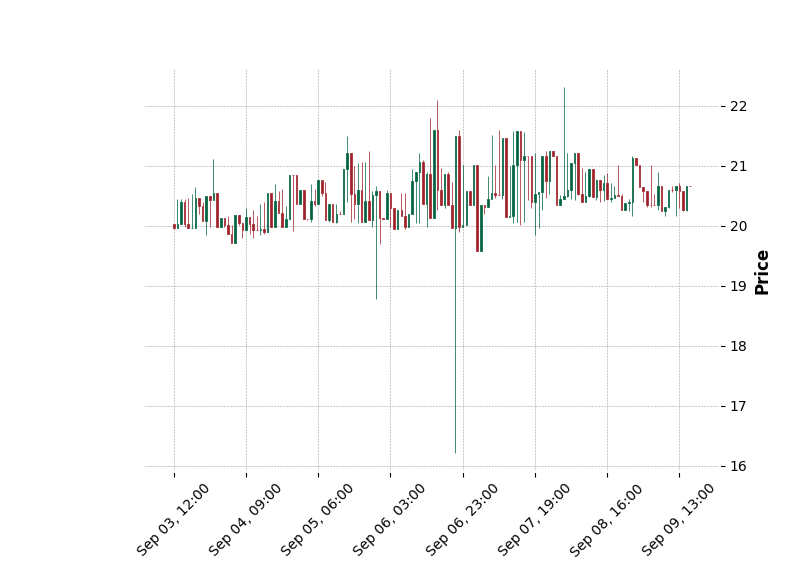 22
21
20
19
18
17
16
Price
Sep 03, 12:00
Sep 04, 09:00
Sep 05, 06:00
Sep 06, 03:00
Sep 06, 23:00
Sep 07, 19:00
Sep 08, 16:00
Sep 09, 13:00